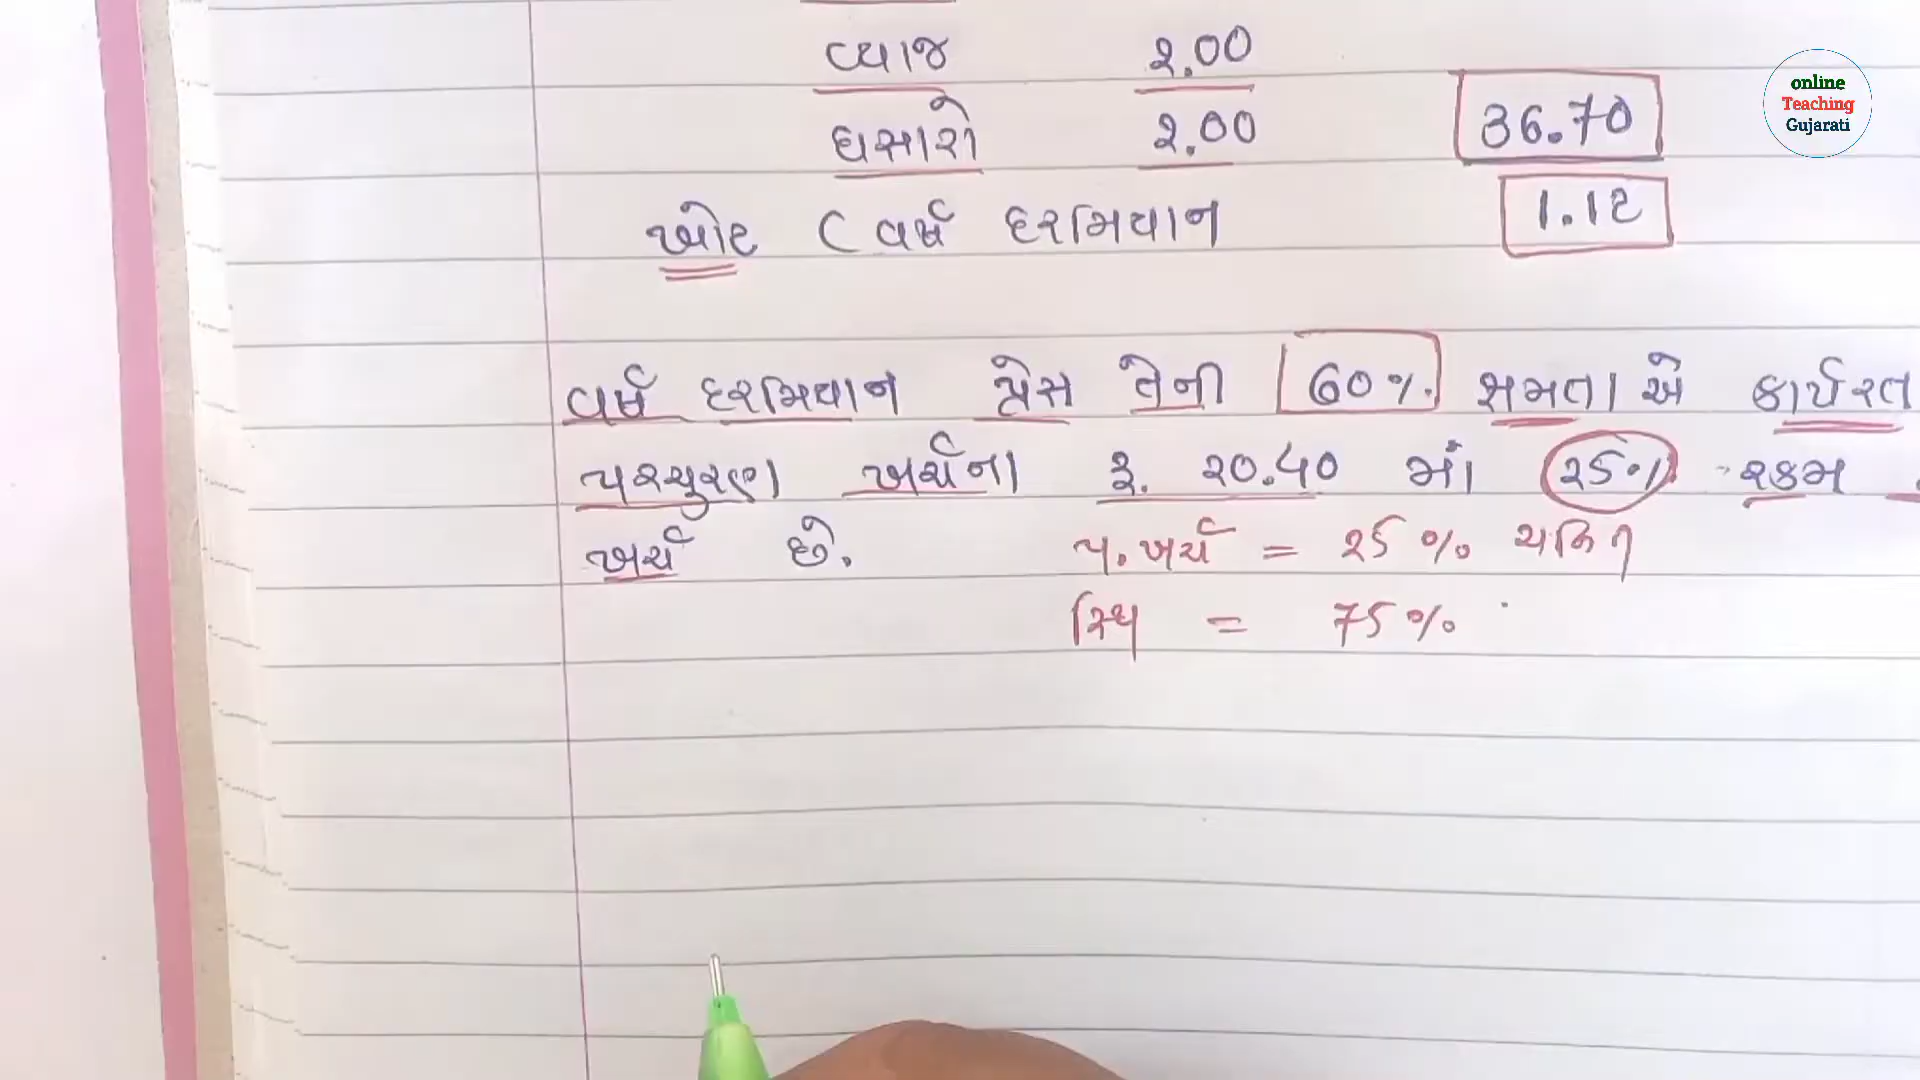 વ્યાજ 2.00
ઘસારો 2.00 36.70
ખોટ ( વર્ષ દરમિયાન 1.12
વર્ષ દરમિયાન પ્રેસ તેની 60% ક્ષમતા એ કાર્યરત
પરચુરણ ખર્ચના રૂ. 20.40 માં 25% રકમ
ખર્ચ છે.
પ.ખર્ચ = 25% ચલિત
સ્થિ = 75%
online
Teaching
Gujarati